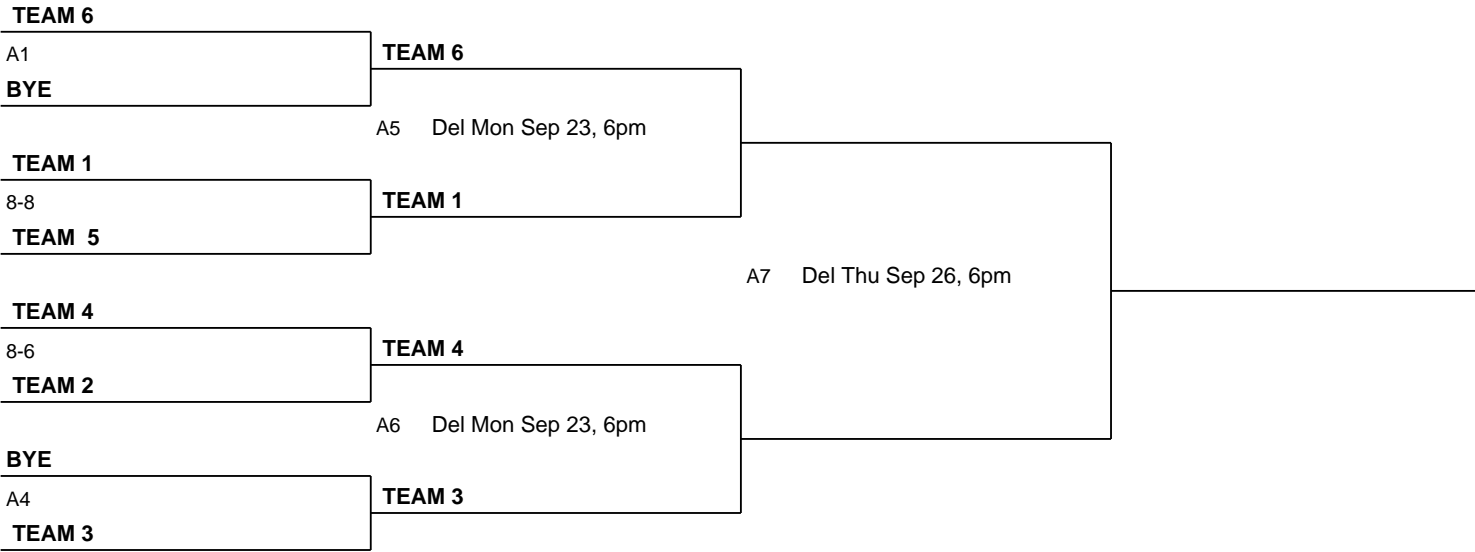 TEAM 6
A1
BYE
TEAM 6
A5 Del Mon Sep 23, 6pm
TEAM 1
8-8
TEAM 5
TEAM 1
A7 Del Thu Sep 26, 6pm
TEAM 4
8-6
TEAM 2
TEAM 4
A6 Del Mon Sep 23, 6pm
BYE
A4
TEAM 3
TEAM 3